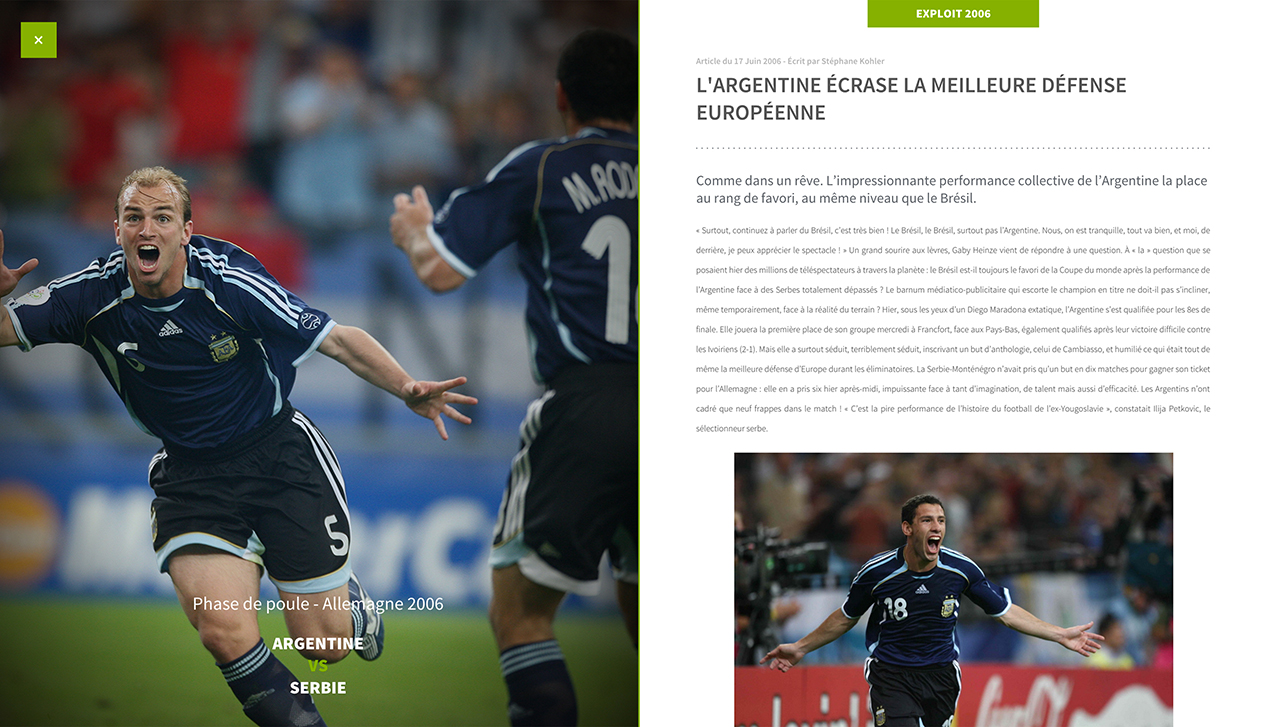 ×
M.ROD
1
adidas
5
5
MasterCard
Phase de poule - Allemagne 2006
ARGENTINE
VS
SERBIE
EXPLOIT 2006
Article du 17 Juin 2006 - Écrit par Stéphane Kohler
L'ARGENTINE ÉCRASE LA MEILLEURE DÉFENSE
EUROPÉENNE
Comme dans un rêve. L’impressionnante performance collective de l’Argentine la place
au rang de favori, au même niveau que le Brésil.
« Surtout, continuez à parler du Brésil, c’est très bien ! Le Brésil, le Brésil, surtout pas l’Argentine. Nous, on est tranquille, tout va bien, et moi, de
derrière, je peux apprécier le spectacle ! » Un grand sourire aux lèvres, Gaby Heinze vient de répondre à une question. À « la » question que se
posaient hier des millions de téléspectateurs à travers la planète : le Brésil est-il toujours le favori de la Coupe du monde après la performance de
l’Argentine face à des Serbes totalement dépassés ? Le barnum médiatico-publicitaire qui escorte le champion en titre ne doit-il pas s’incliner,
même temporairement, face à la réalité du terrain ? Hier, sous les yeux d’un Diego Maradona extatique, l’Argentine s’est qualifiée pour les 8es de
finale. Elle jouera la première place de son groupe mercredi à Francfort, face aux Pays-Bas, également qualifiés après leur victoire difficile contre
les Ivoiriens (2-1). Mais elle a surtout séduit, terriblement séduit, inscrivant un but d’anthologie, celui de Cambiasso, et humilié ce qui était tout de
même la meilleure défense d’Europe durant les éliminatoires. La Serbie-Monténégro n’avait pris qu’un but en dix matches pour gagner son ticket
pour l’Allemagne : elle en a pris six hier après-midi, impuissante face à tant d’imagination, de talent mais aussi d’efficacité. Les Argentins n’ont
cadré que neuf frappes dans le match ! « C’est la pire performance de l’histoire du football de l’ex-Yougoslavie », constatait Ilija Petkovic, le
sélectionneur serbe.
18